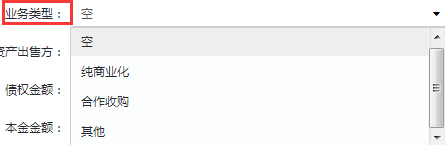 业务类型： 空
空
资产出售方：
纯商业化
债权金额：
合作收购
本金金额：
其他